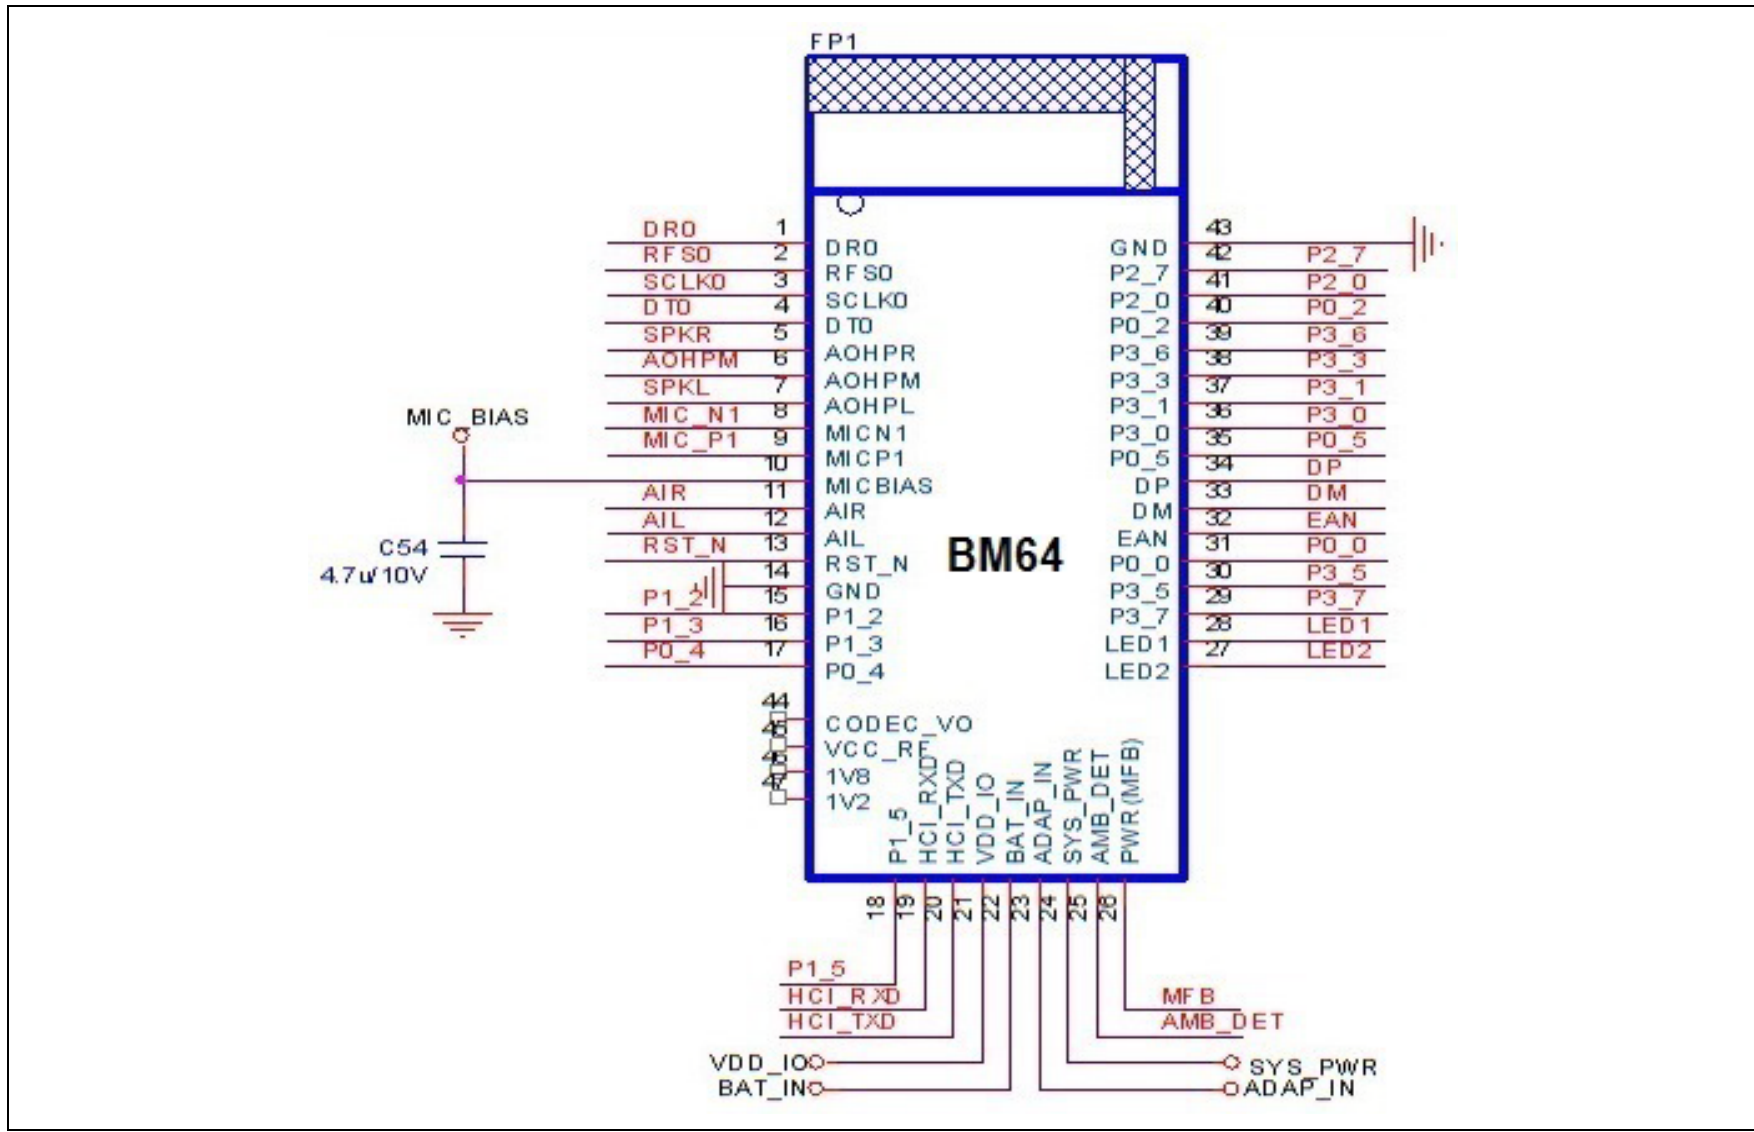 FP1
DR0 1 DR0
RFS0 2 RFS0
SCLK0 3 SCLK0
DT0 4 DT0
SPKR 5 AOHPR
AOHPM 6 AOHPM
SPKL 7 AOHPL
MIC_N1 8 MICN1
MIC_P1 9 MICP1
MIC_BIAS
10 MICBIAS
AIR 11 AIR
AIL 12 AIL
RST_N 13 RST_N
14 GND
P1_2 15 P1_2
P1_3 16 P1_3
P0_4 17 P0_4
C54
4.7u/10V
BM64
GND 43
P2_7 42 P2_7
P2_0 41 P2_0
P0_2 40 P0_2
P3_6 39 P3_6
P3_3 38 P3_3
P3_1 37 P3_1
P3_0 36 P3_0
P0_5 35 P0_5
DP 34 DP
DM 33 DM
EAN 32 EAN
P0_0 31 P0_0
P3_5 30 P3_5
P3_7 29 P3_7
LED1 28 LED1
LED2 27 LED2
44 CODEC_VO
45 VCC_RF
46 1V8
47 1V2
P1_5
HCI_RXD
HCI_TXD
VDD_IO
BAT_IN
ADAP_IN
SYS_PWR
AMB_DET
PWR(MFB)
18 19 20 21 22 23 24 25 26
P1_5
HCI_RXD MFB
HCI_TXD AMB_DET
VDD_IO SYS_PWR
BAT_IN ADAP_IN